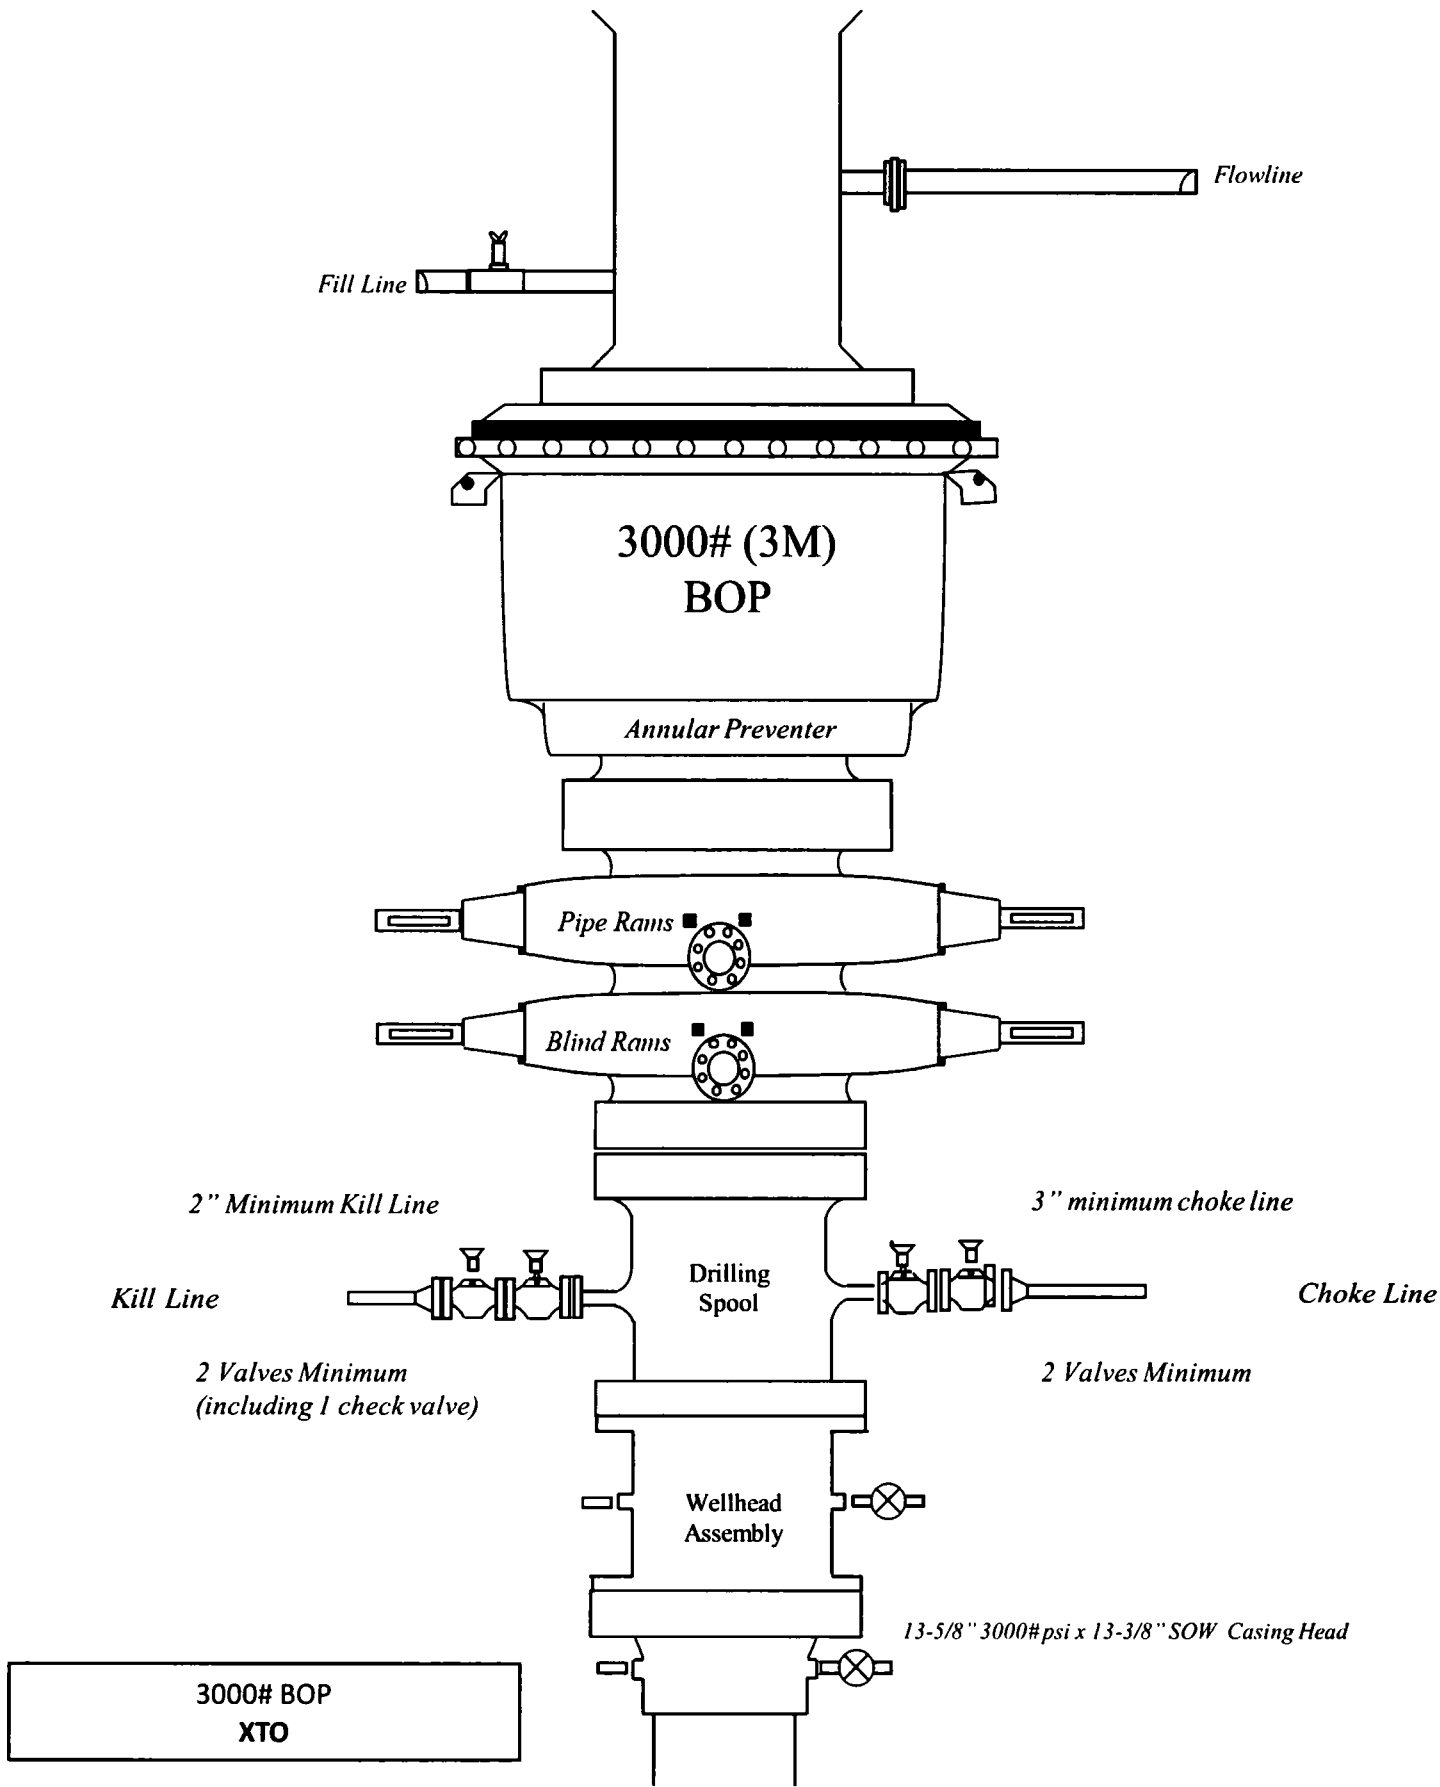 Flowline
Fill Line
3000# (3M)
BOP
Annular Preventer
Pipe Rams
Blind Rams
2" Minimum Kill Line
3" minimum choke line
Drilling
Spool
Kill Line
Choke Line
2 Valves Minimum
(including 1 check valve)
2 Valves Minimum
Wellhead
Assembly
13-5/8" 3000# psi x 13-3/8" SOW Casing Head
3000# BOP
XTO